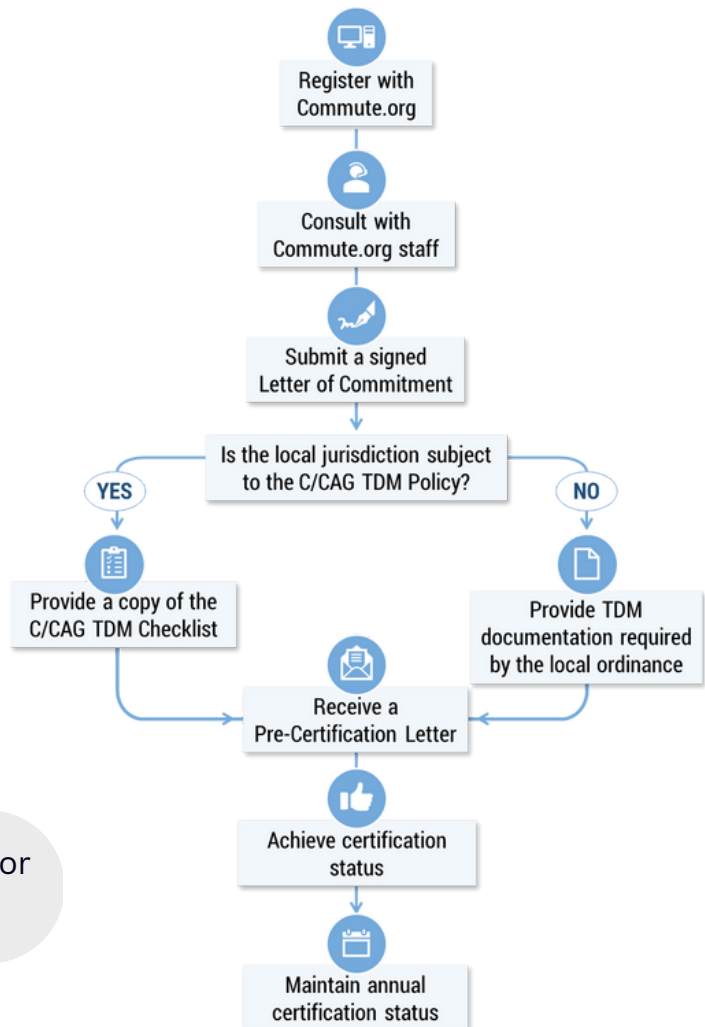 Register with
Commute.org
Consult with
Commute.org staff
Submit a signed
Letter of Commitment
Is the local jurisdiction subject
to the C/CAG TDM Policy?
YES
NO
Provide a copy of the
C/CAG TDM Checklist
Provide TDM
documentation required
by the local ordinance
Receive a
Pre-Certification Letter
Achieve certification
status
or
Maintain annual
certification status